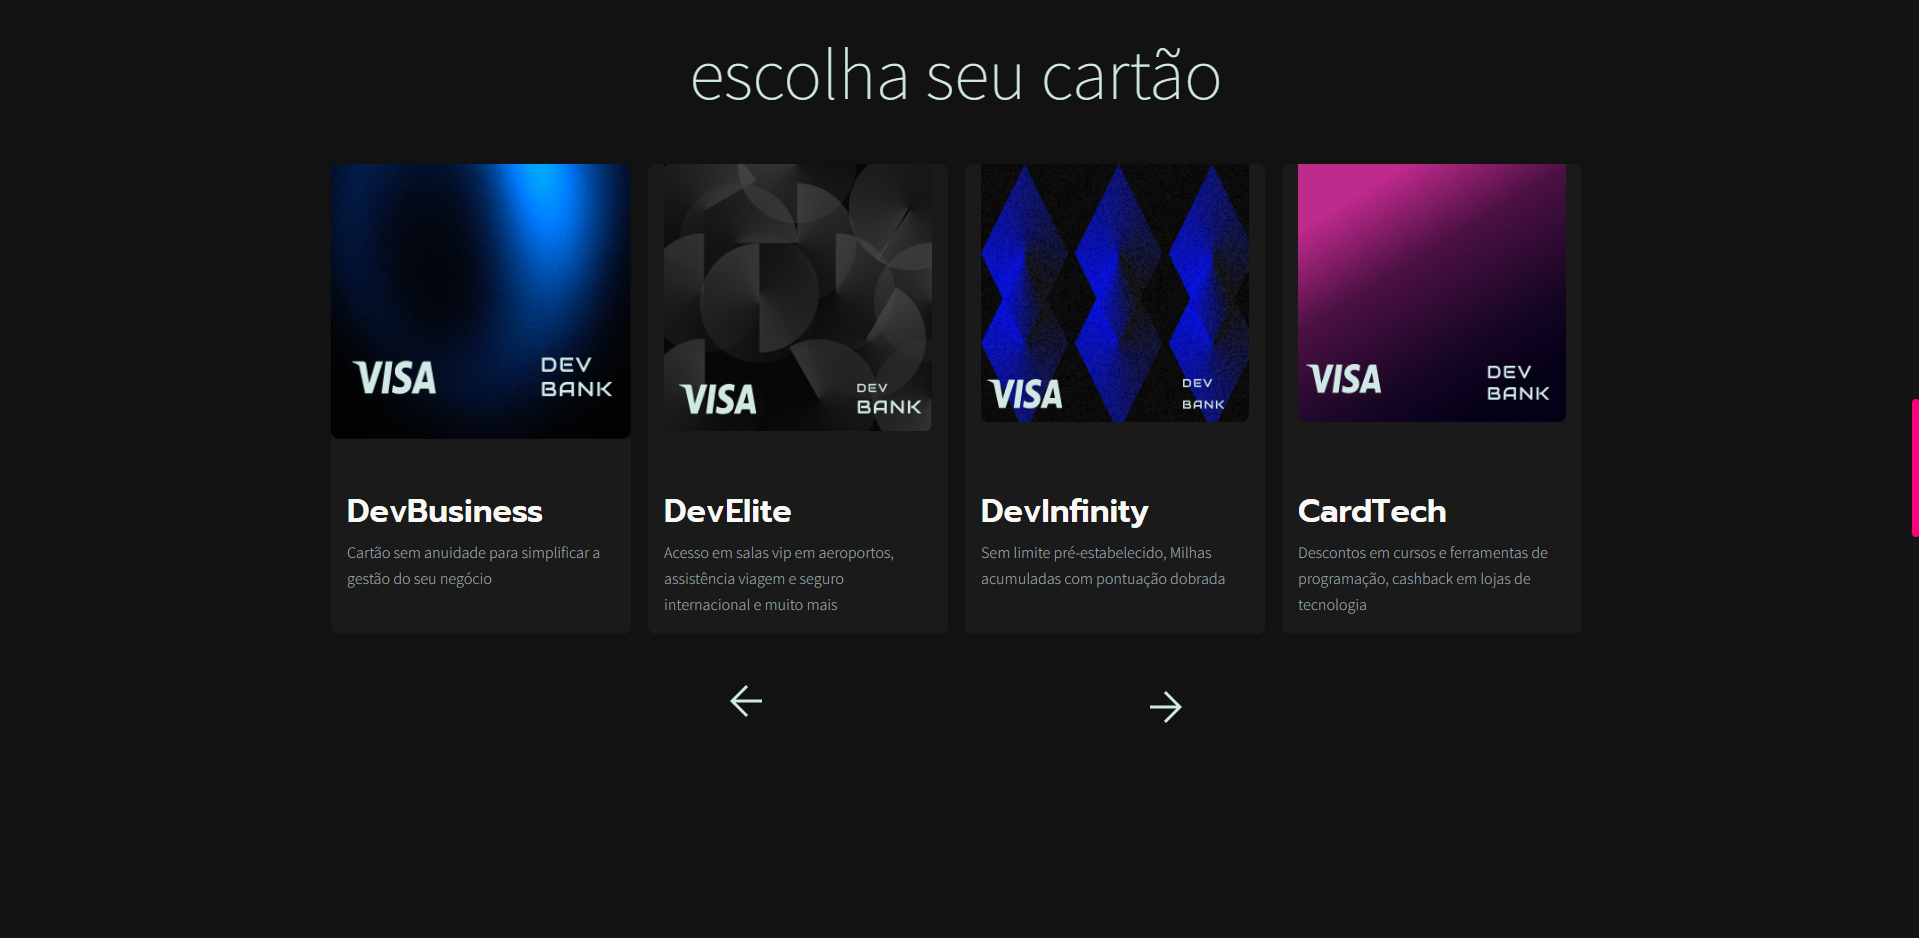 escolha seu cartão
VISA
DEV
BANK
VISA
DEV
BANK
VISA
DEV
BANK
VISA
DEV
BANK
DevBusiness
Cartão sem anuidade para simplificar a
gestão do seu negócio
DevElite
Acesso em salas vip em aeroportos,
assistência viagem e seguro
internacional e muito mais
DevInfinity
Sem limite pré-estabelecido, Milhas
acumuladas com pontuação dobrada
CardTech
Descontos em cursos e ferramentas de
programação, cashback em lojas de
tecnologia